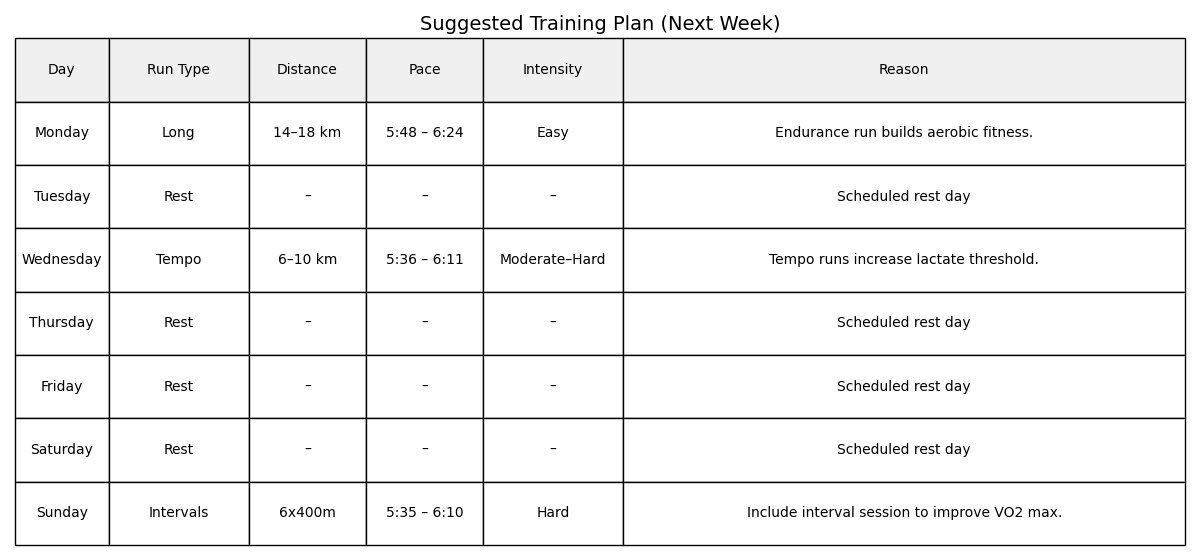 Suggested Training Plan (Next Week)
Day Run Type Distance Pace Intensity Reason
Monday Long 14–18 km 5:48 – 6:24 Easy Endurance run builds aerobic fitness.
Tuesday Rest – – – Scheduled rest day
Wednesday Tempo 6–10 km 5:36 – 6:11 Moderate–Hard Tempo runs increase lactate threshold.
Thursday Rest – – – Scheduled rest day
Friday Rest – – – Scheduled rest day
Saturday Rest – – – Scheduled rest day
Sunday Intervals 6x400m 5:35 – 6:10 Hard Include interval session to improve VO2 max.